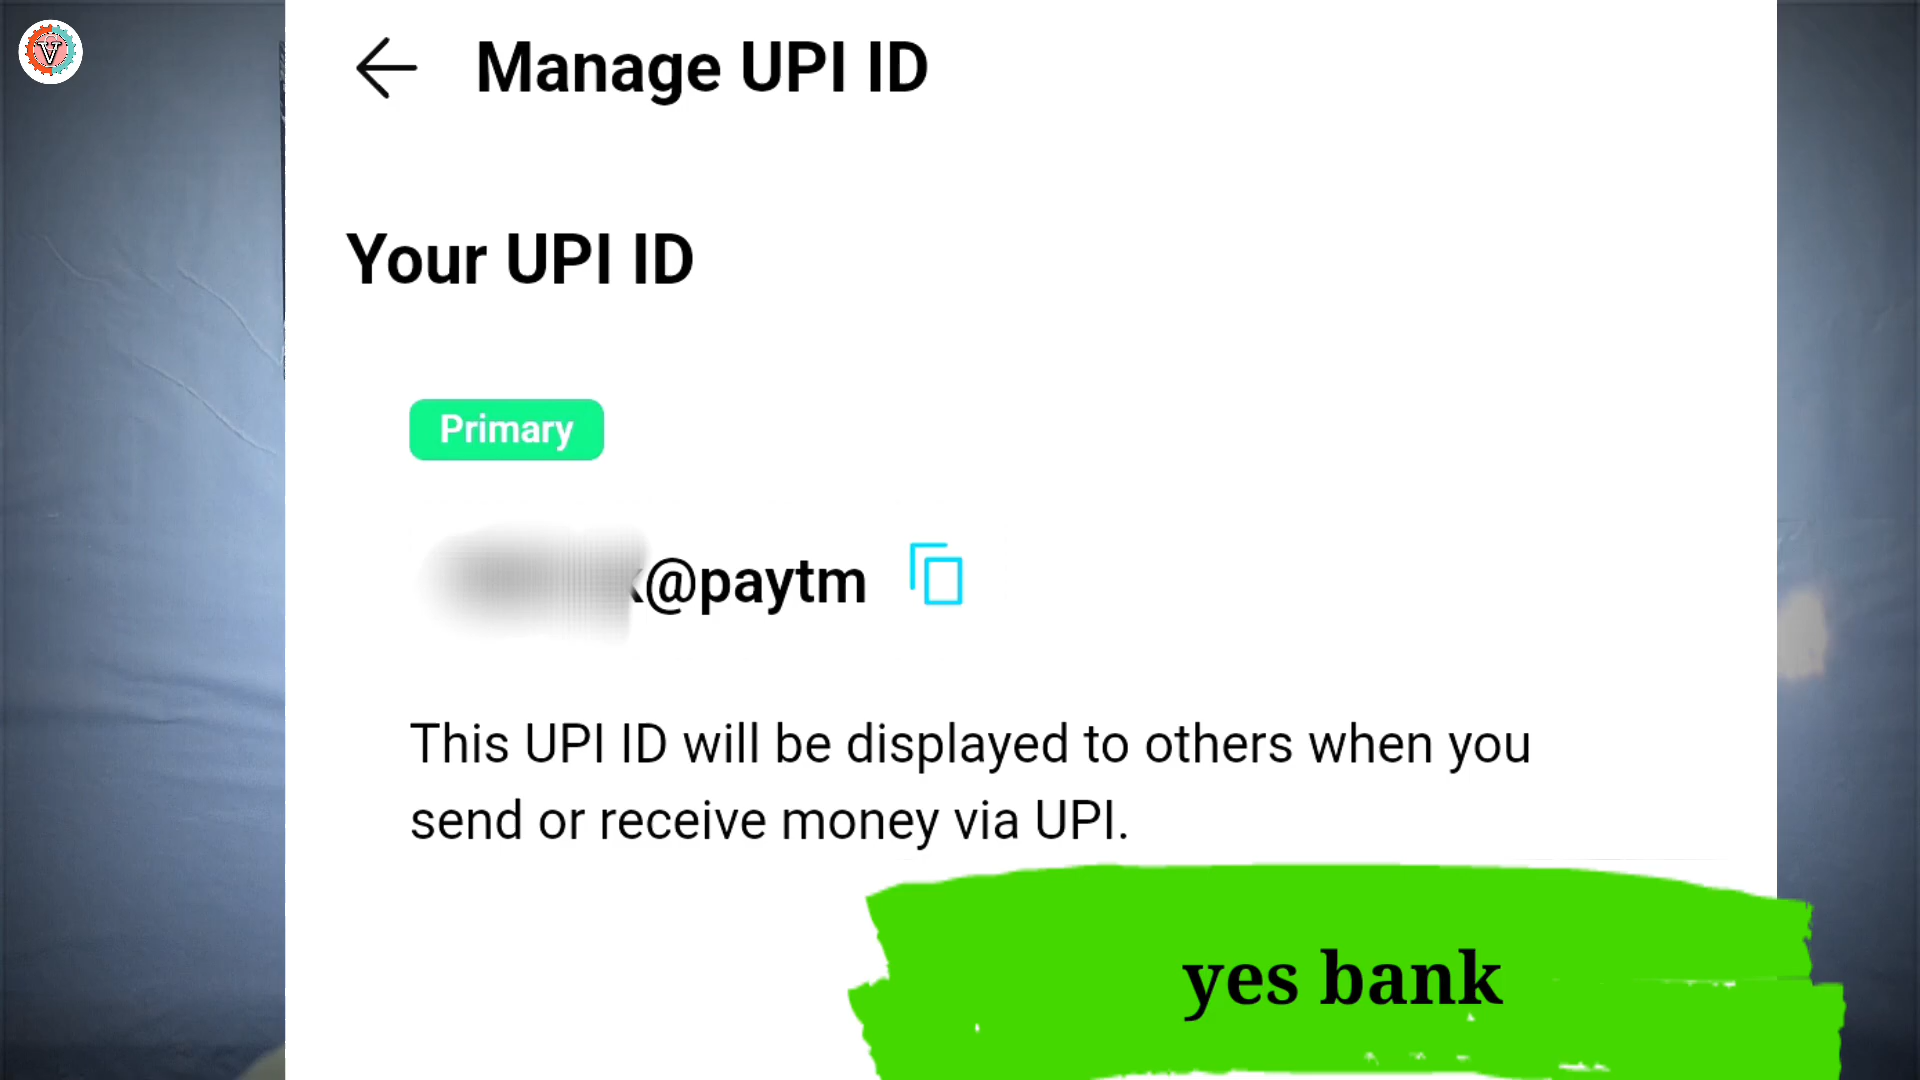 V
Manage UPI ID
Your UPI ID
Primary
@paytm
This UPI ID will be displayed to others when you
send or receive money via UPI.
yes bank